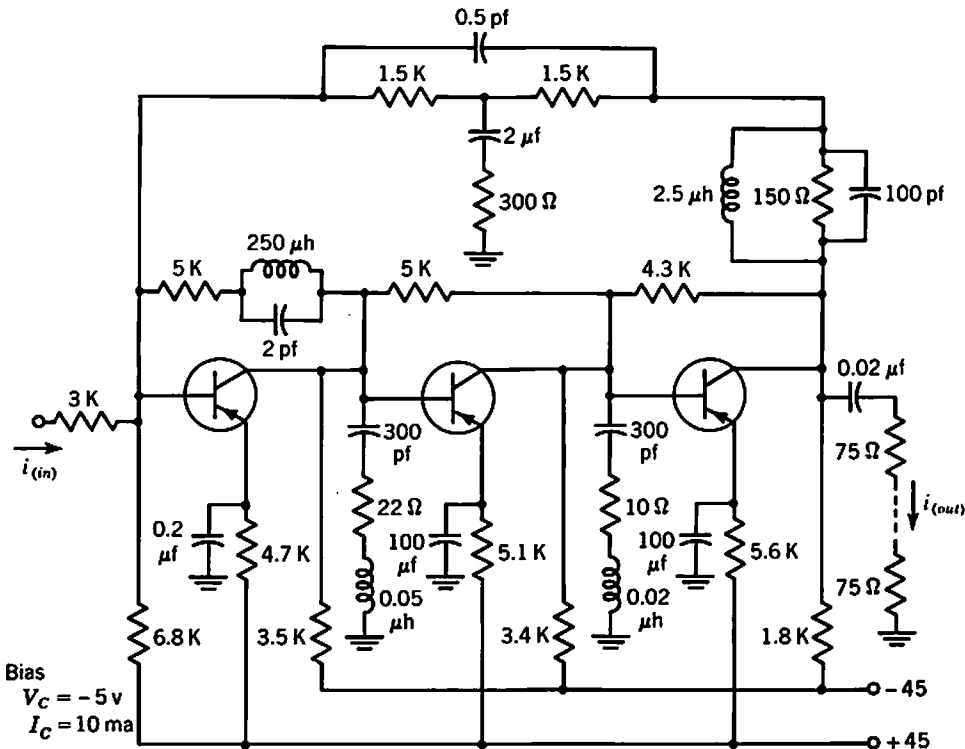 0.5 pf
1.5 K
1.5 K
2 μf
300 Ω
2.5 μh
150 Ω
100 pf
250 μh
5 K
2 pf
5 K
4.3 K
3 K
i(in)
300
pf
300
pf
0.02
μf
75 Ω
i(out)
0.2
μf
4.7 K
22 Ω
100
μf
5.1 K
10 Ω
100
μf
5.6 K
75 Ω
0.05
μh
0.02
μh
6.8 K
3.5 K
3.4 K
1.8 K
Bias
VC = −5 v
IC = 10 ma
−45
+45